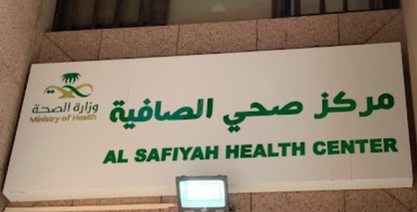 وزارة الصحة
Ministry of Health
مركز صحي الصافية
AL SAFIYAH HEALTH CENTER